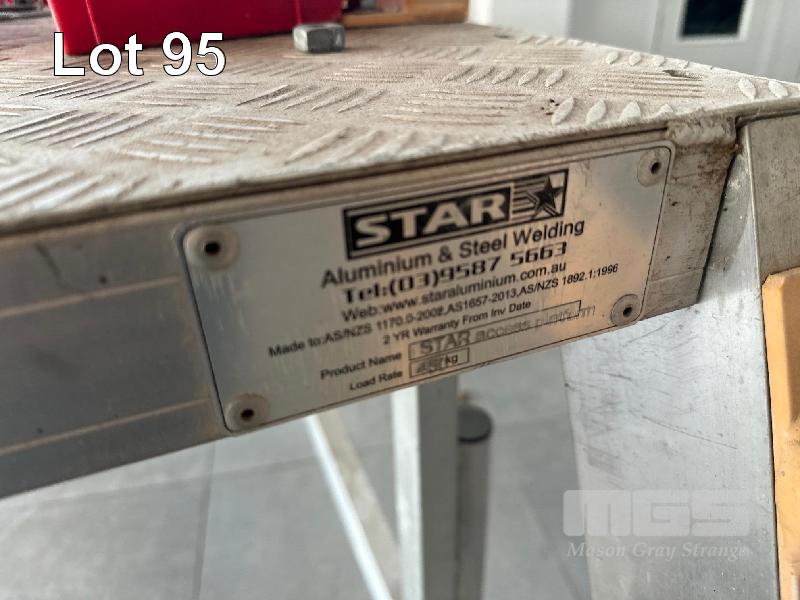 Lot 95
STAR
Aluminium & Steel Welding
Tel:(03)9587 5663
Web:www.staraluminium.com.au
Made to:AS/NZS 1170.0-2002,AS1657-2013,AS/NZS 1892.1:1996
2 YR Warranty From Inv Date
Product Name STAR access platform
Load Rate kg
MGS
Mason Gray Strange